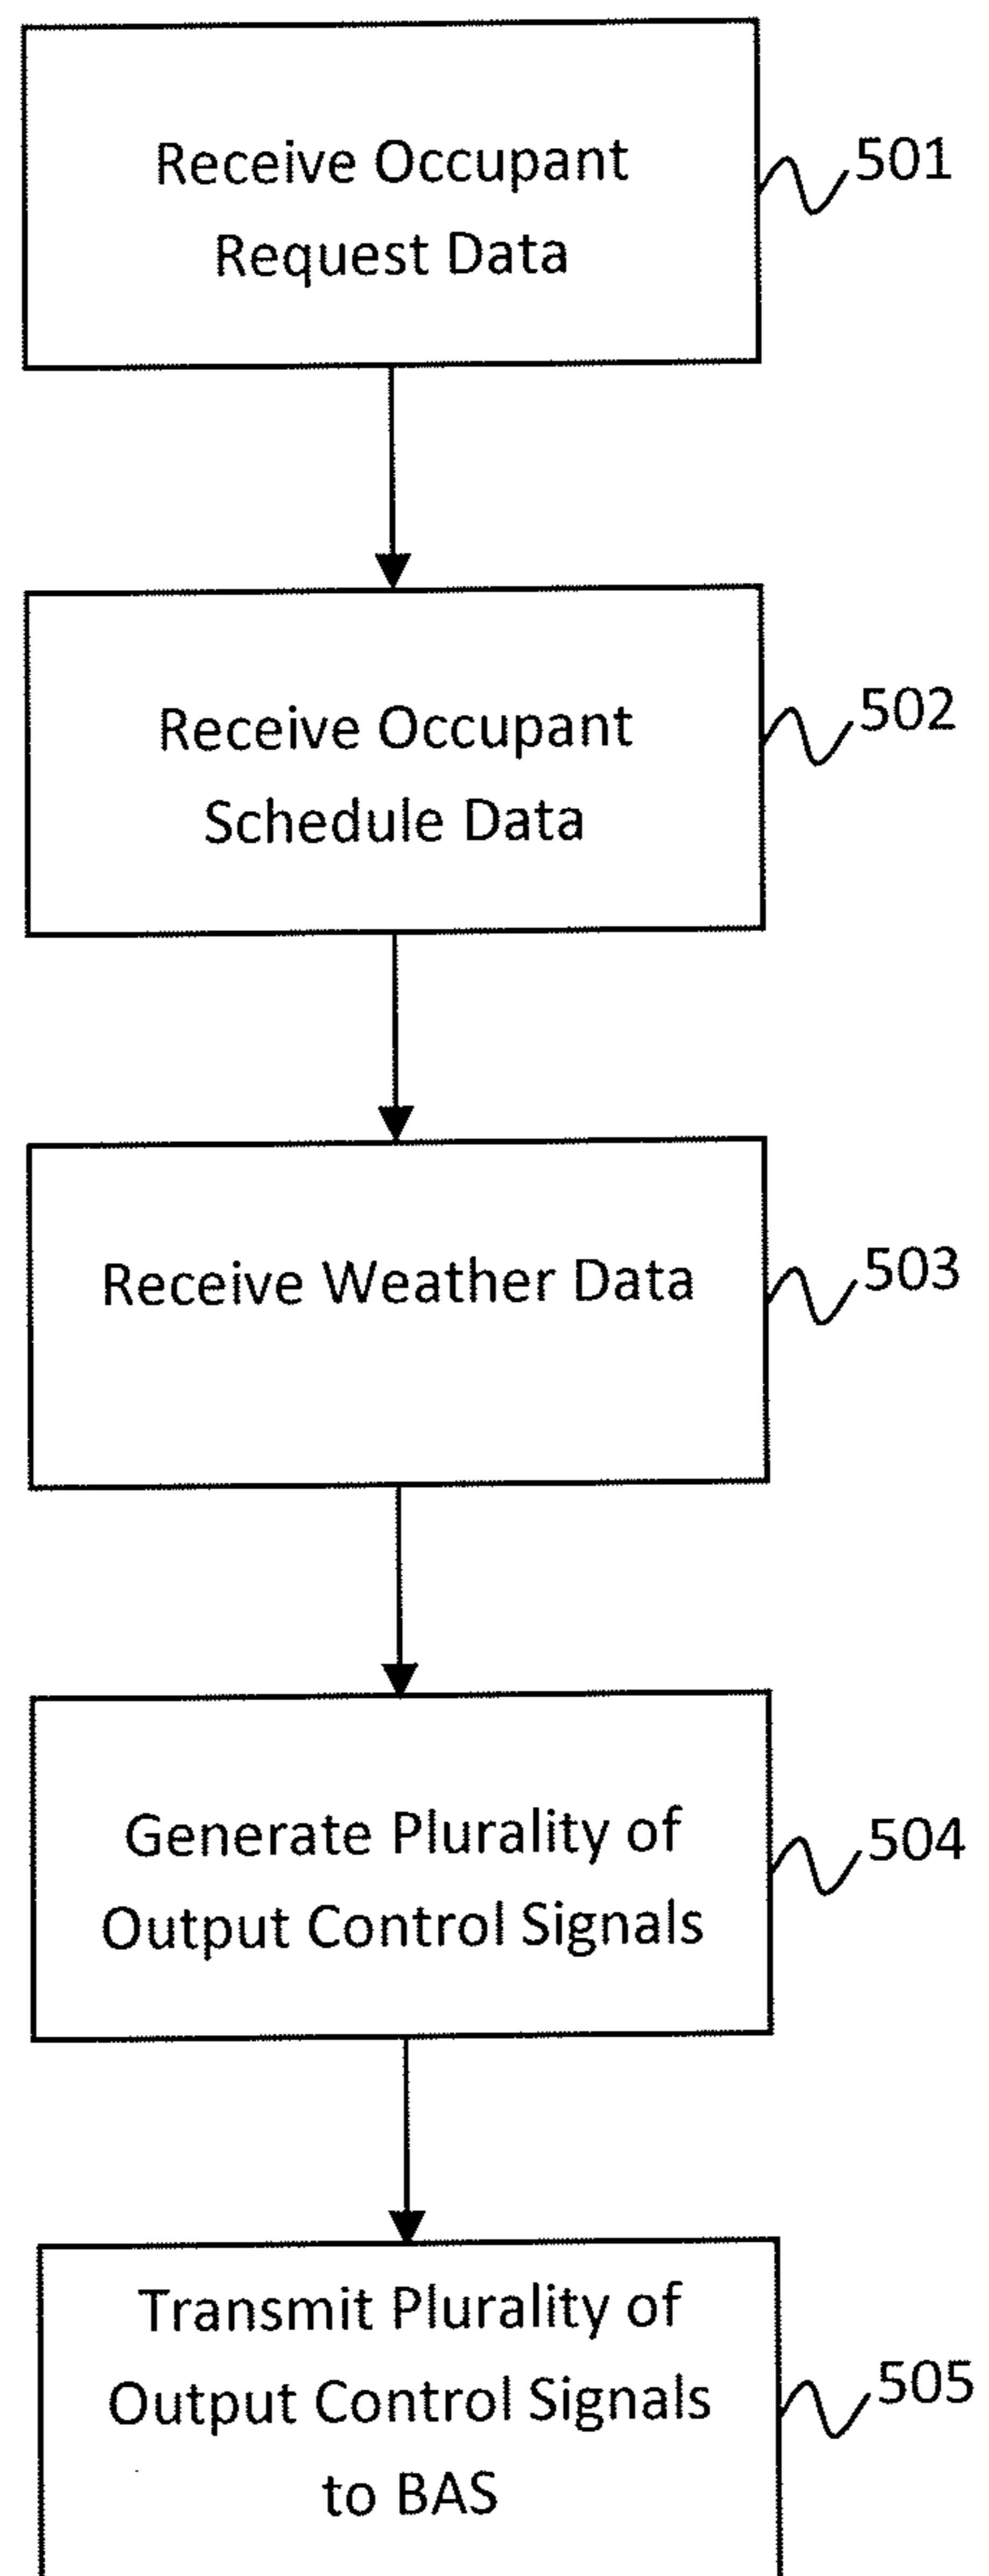 Receive Occupant
Request Data
501
Receive Occupant
Schedule Data
502
Receive Weather Data
503
Generate Plurality of
Output Control Signals
504
Transmit Plurality of
Output Control Signals
to BAS
505